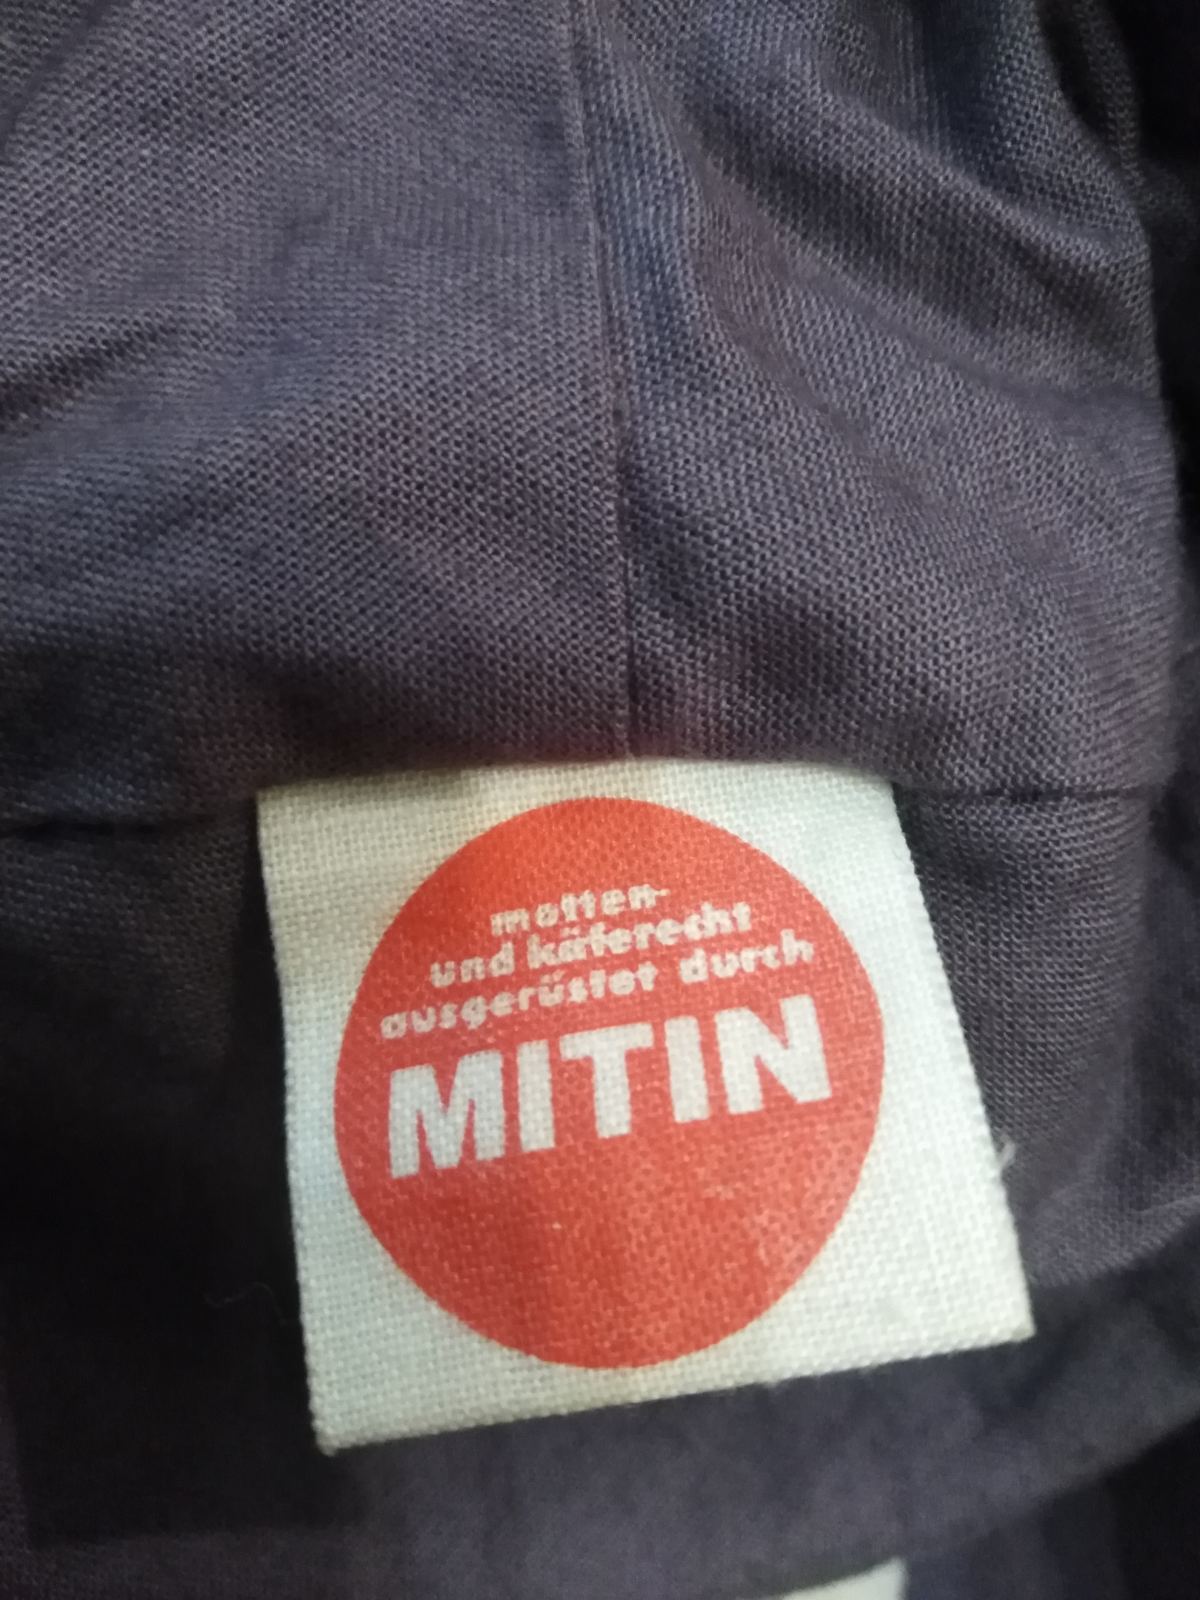 motten-
und käferecht
ausgerüstet durch
MITIN